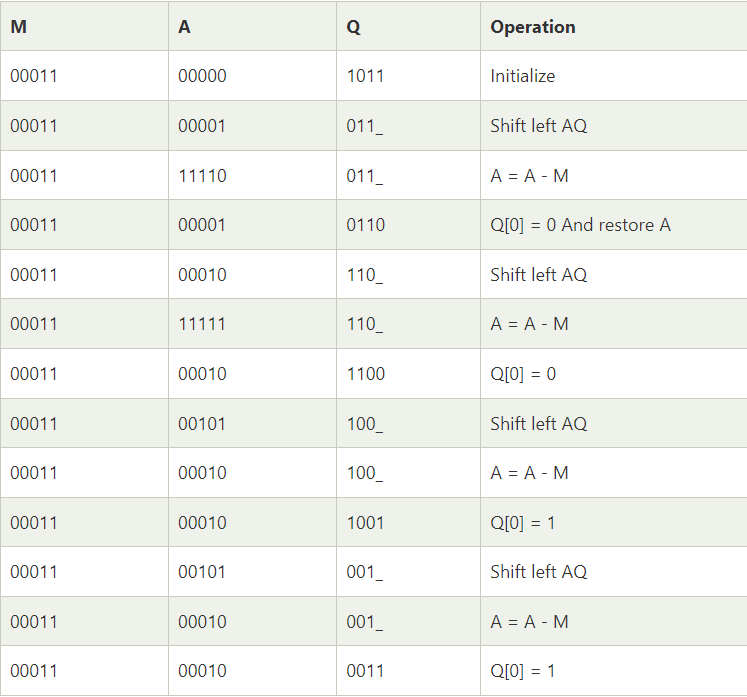 M A Q Operation
00011 00000 1011 Initialize
00011 00001 011_ Shift left AQ
00011 11110 011_ A = A - M
00011 00001 0110 Q[0] = 0 And restore A
00011 00010 110_ Shift left AQ
00011 11111 110_ A = A - M
00011 00010 1100 Q[0] = 0
00011 00101 100_ Shift left AQ
00011 00010 100_ A = A - M
00011 00010 1001 Q[0] = 1
00011 00101 001_ Shift left AQ
00011 00010 001_ A = A - M
00011 00010 0011 Q[0] = 1